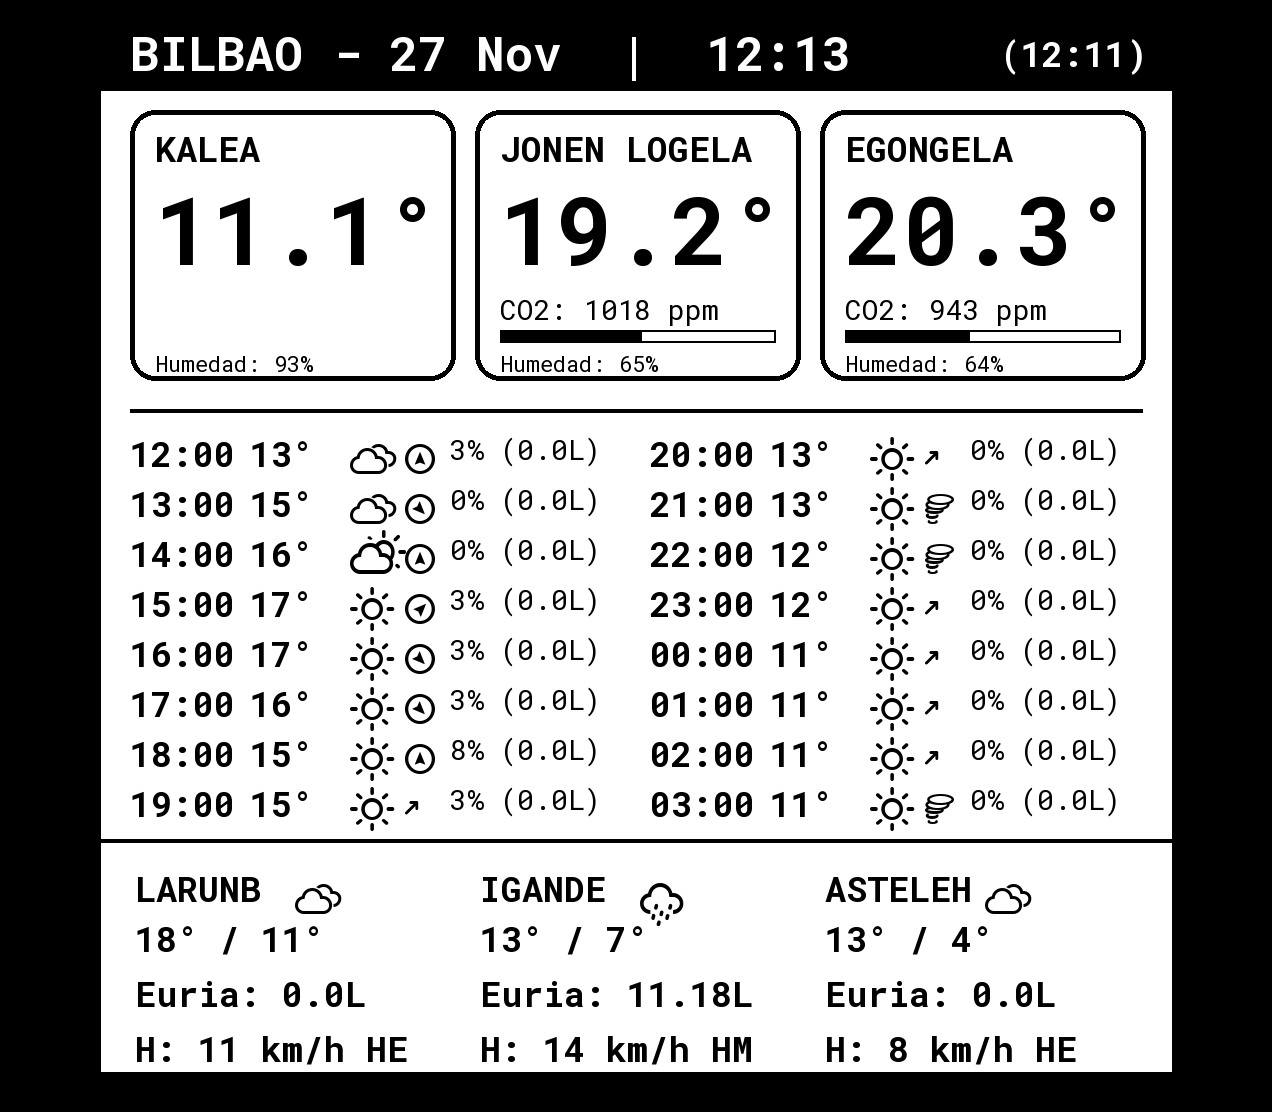 BILBAO - 27 Nov | 12:13 (12:11)
KALEA
11.1°
Humedad: 93%
JONEN LOGELA
19.2°
CO2: 1018 ppm
Humedad: 65%
EGONGELA
20.3°
CO2: 943 ppm
Humedad: 64%
12:00 13° 3% (0.0L)
13:00 15° 0% (0.0L)
14:00 16° 0% (0.0L)
15:00 17° 3% (0.0L)
16:00 17° 3% (0.0L)
17:00 16° 3% (0.0L)
18:00 15° 8% (0.0L)
19:00 15° 3% (0.0L)
20:00 13° 0% (0.0L)
21:00 13° 0% (0.0L)
22:00 12° 0% (0.0L)
23:00 12° 0% (0.0L)
00:00 11° 0% (0.0L)
01:00 11° 0% (0.0L)
02:00 11° 0% (0.0L)
03:00 11° 0% (0.0L)
LARUNB
18° / 11°
Euria: 0.0L
H: 11 km/h HE
IGANDE
13° / 7°
Euria: 11.18L
H: 14 km/h HM
ASTELEH
13° / 4°
Euria: 0.0L
H: 8 km/h HE